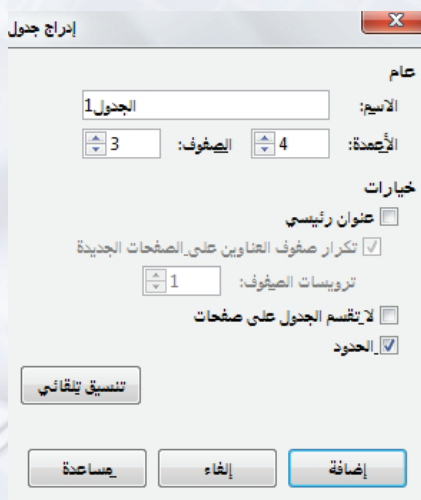 إدراج جدول
عام
الاسم: الجدول1
الأعمدة: 4 الصفوف: 3
خيارات
عنوان رئيسي
تكرار صفوف العناوين على الصفحات الجديدة
ترويسات الصفوف: 1
لا تقسم الجدول على صفحات
الحدود
تنسيق تلقائي
إضافة إلغاء مساعدة